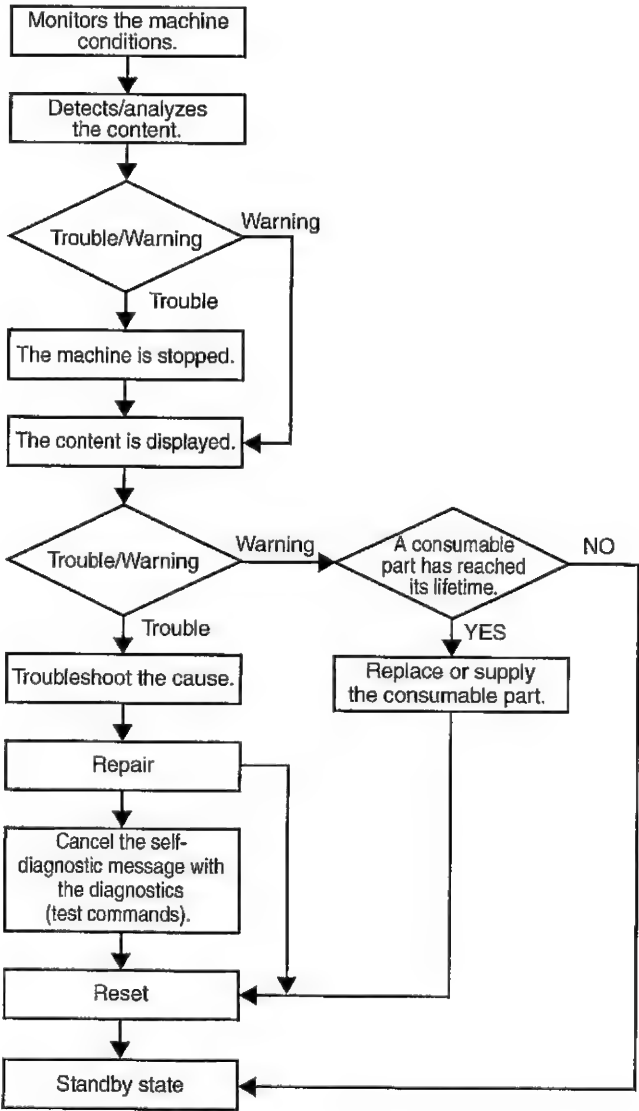 Monitors the machine
conditions.
Detects/analyzes
the content.
Trouble/Warning
Warning
Trouble
The machine is stopped.
The content is displayed.
Trouble/Warning
Warning
A consumable
part has reached
its lifetime.
NO
Trouble
YES
Troubleshoot the cause.
Replace or supply
the consumable part.
Repair
Cancel the self-
diagnostic message with
the diagnostics
(test commands).
Reset
Standby state